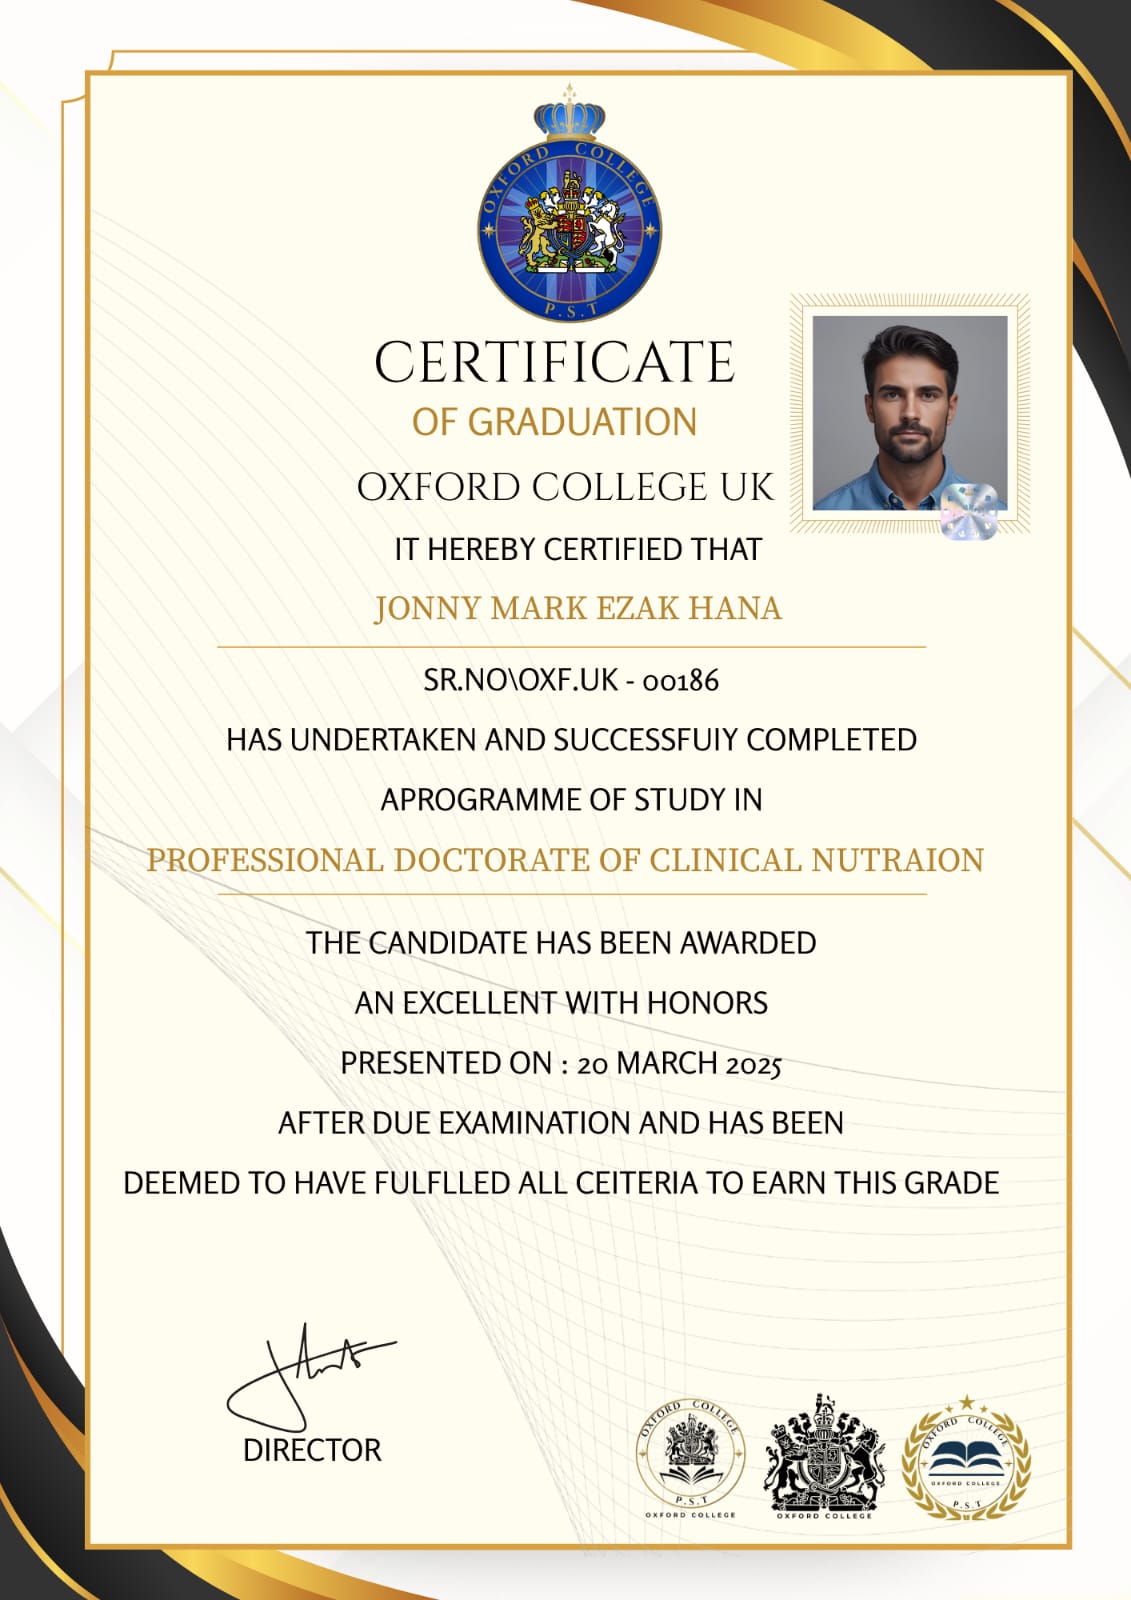 OXFORD COLLEGE
P.S.T
CERTIFICATE
OF GRADUATION
OXFORD COLLEGE UK
IT HEREBY CERTIFIED THAT
JONNY MARK EZAK HANA
SR.NO\OXF.UK - 00186
HAS UNDERTAKEN AND SUCCESSFUIY COMPLETED
APROGRAMME OF STUDY IN
PROFESSIONAL DOCTORATE OF CLINICAL NUTRAION
THE CANDIDATE HAS BEEN AWARDED
AN EXCELLENT WITH HONORS
PRESENTED ON : 20 MARCH 2025
AFTER DUE EXAMINATION AND HAS BEEN
DEEMED TO HAVE FULFLLED ALL CEITERIA TO EARN THIS GRADE
DIRECTOR
OXFORD COLLEGE
P.S.T
OXFORD COLLEGE
OXFORD COLLEGE
OXFORD COLLEGE
OXFORD COLLEGE
P.S.T